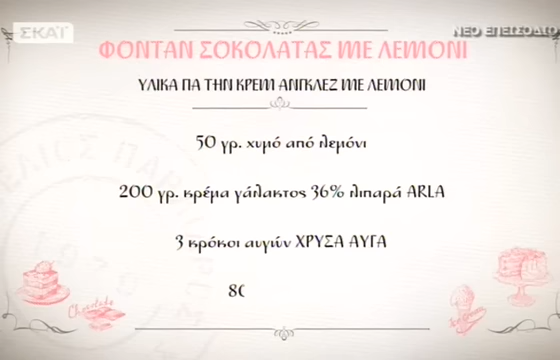 ΣΚΑΪ
ΝΕΟ ΕΠΕΙΣΟΔΙΟ
ΦΟΝΤΑΝ ΣΟΚΟΛΑΤΑΣ ΜΕ ΛΕΜΟΝΙ
ΥΛΙΚΑ ΓΙΑ ΤΗΝ ΚΡΕΜ ΑΝΓΚΛΕΖ ΜΕ ΛΕΜΟΝΙ
50 γρ. χυμό από λεμόνι
200 γρ. κρέμα γάλακτος 36% λιπαρά ARLA
3 κρόκοι αυγών ΧΡΥΣΑ ΑΥΓΑ
Chocolate